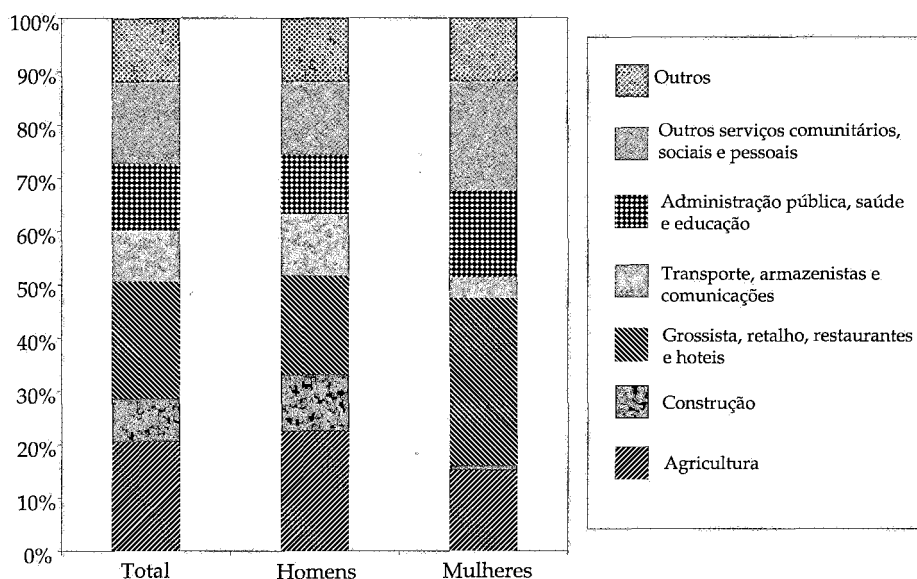 100%
90%
80%
70%
60%
50%
40%
30%
20%
10%
0%
Total
Homens
Mulheres
Outros
Outros serviços comunitários,
sociais e pessoais
Administração pública, saúde
e educação
Transporte, armazenistas e
comunicações
Grossista, retalho, restaurantes
e hoteis
Construção
Agricultura